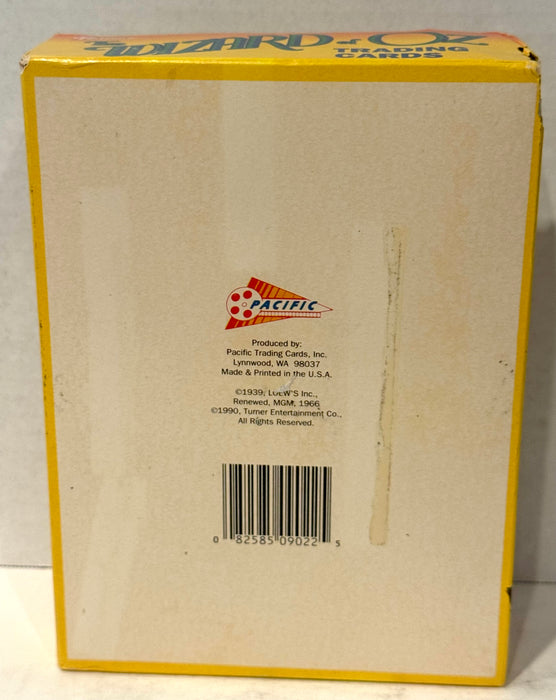 THE WIZARD of OZ
TRADING
CARDS
PACIFIC
Produced by:
Pacific Trading Cards, Inc.
Lynnwood, WA 98037
Made & Printed in the U.S.A.
©1939, LOEW'S Inc.,
Renewed, MGM, 1966
©1990, Turner Entertainment Co.,
All Rights Reserved.
0 82585 09022 5